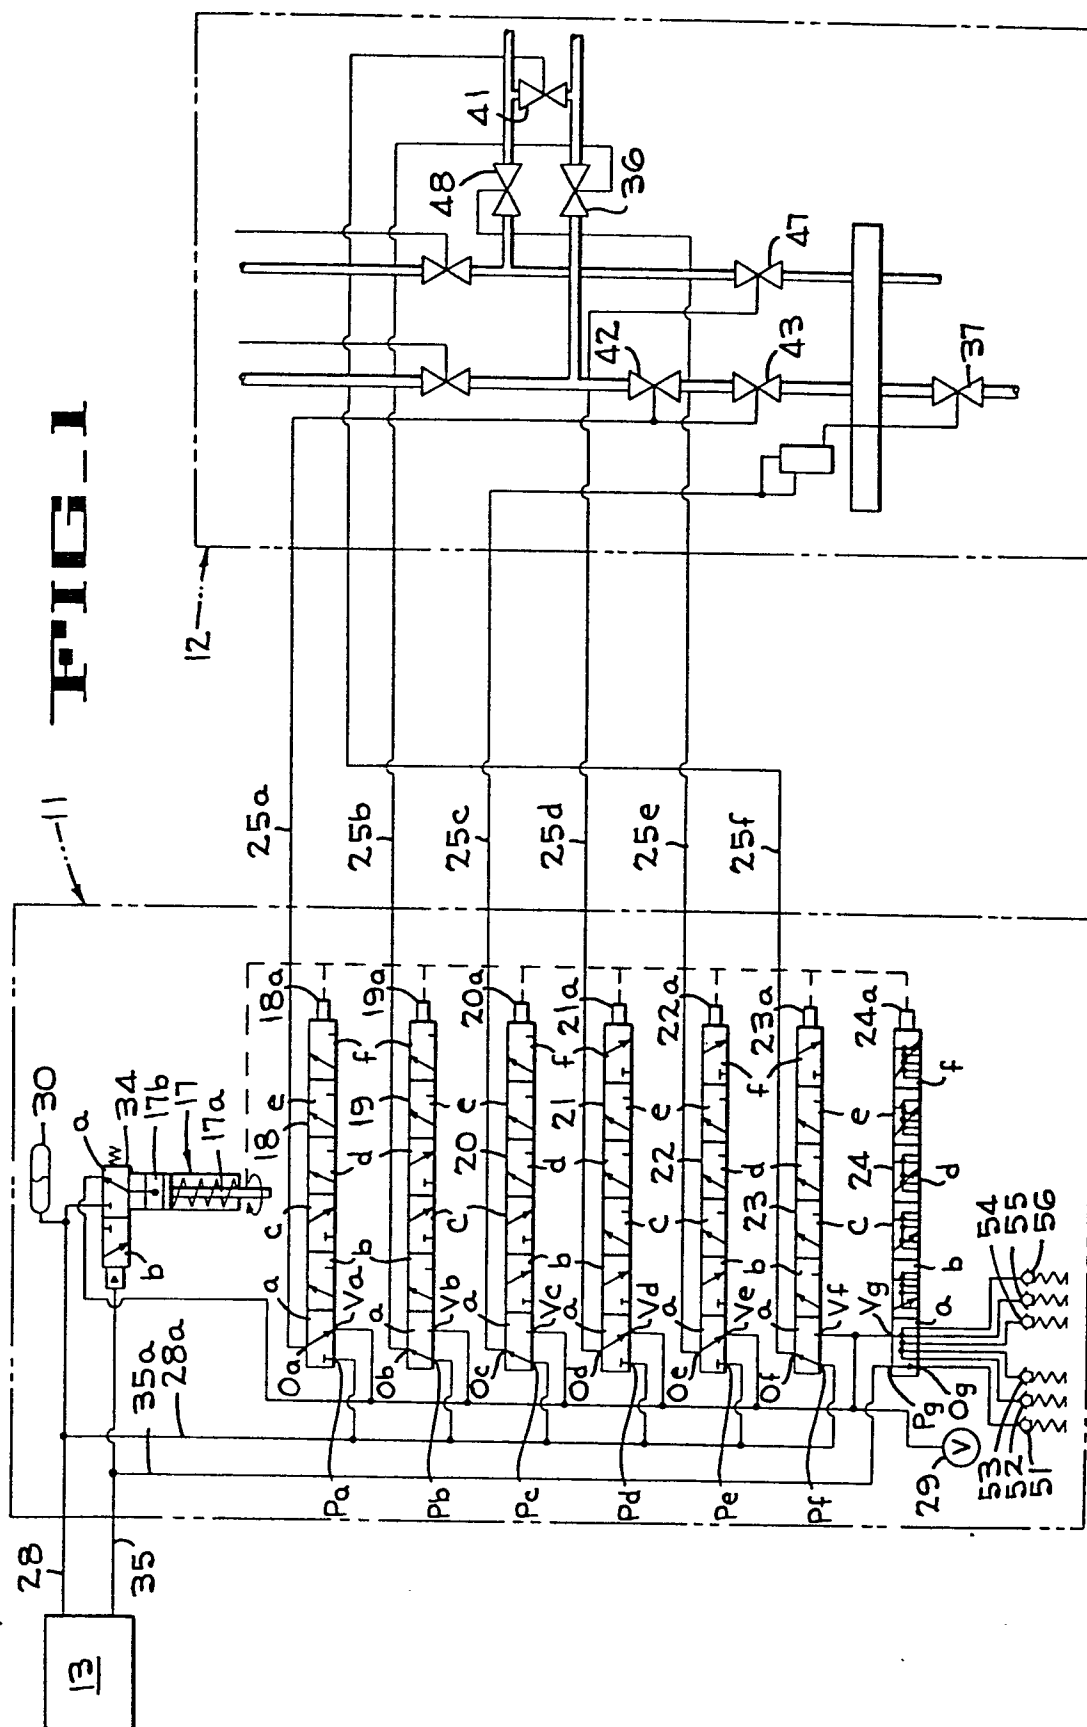 FIG_1
12
11
13
28
35
35a
28a
30
a
34
17b
17
17a
b
48
41
36
47
42
43
37
25a
25b
25c
25d
25e
25f
18a
19a
20a
21a
22a
23a
24a
18
19
20
21
22
23
24
a
b
c
d
e
f
Oa
Ob
Oc
Od
Oe
Of
Og
Va
Vb
Vc
Vd
Ve
Vf
Vg
Pa
Pb
Pc
Pd
Pe
Pf
Pg
V
29
51
52
53
54
55
56